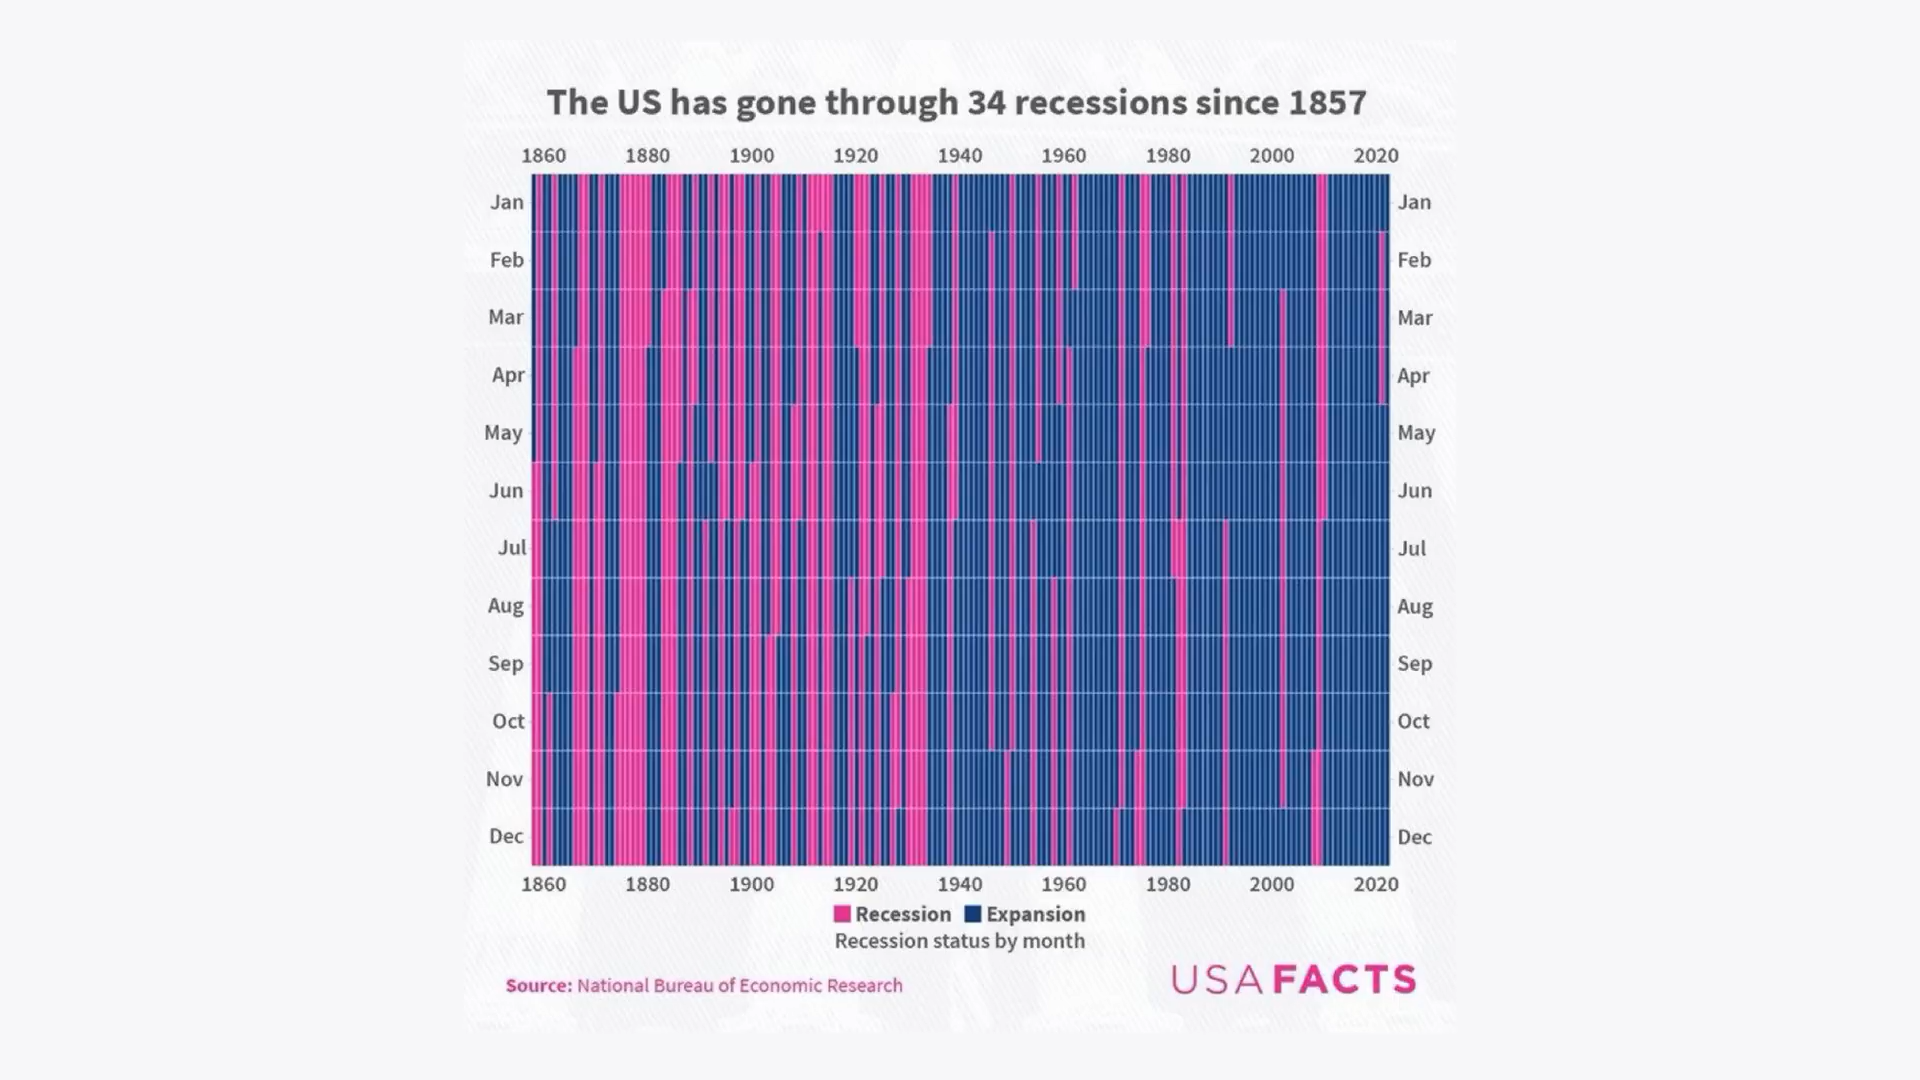 The US has gone through 34 recessions since 1857
1860 1880 1900 1920 1940 1960 1980 2000 2020
Jan Jan
Feb Feb
Mar Mar
Apr Apr
May May
Jun Jun
Jul Jul
Aug Aug
Sep Sep
Oct Oct
Nov Nov
Dec Dec
1860 1880 1900 1920 1940 1960 1980 2000 2020
Recession Expansion
Recession status by month
Source: National Bureau of Economic Research
USAFACTS